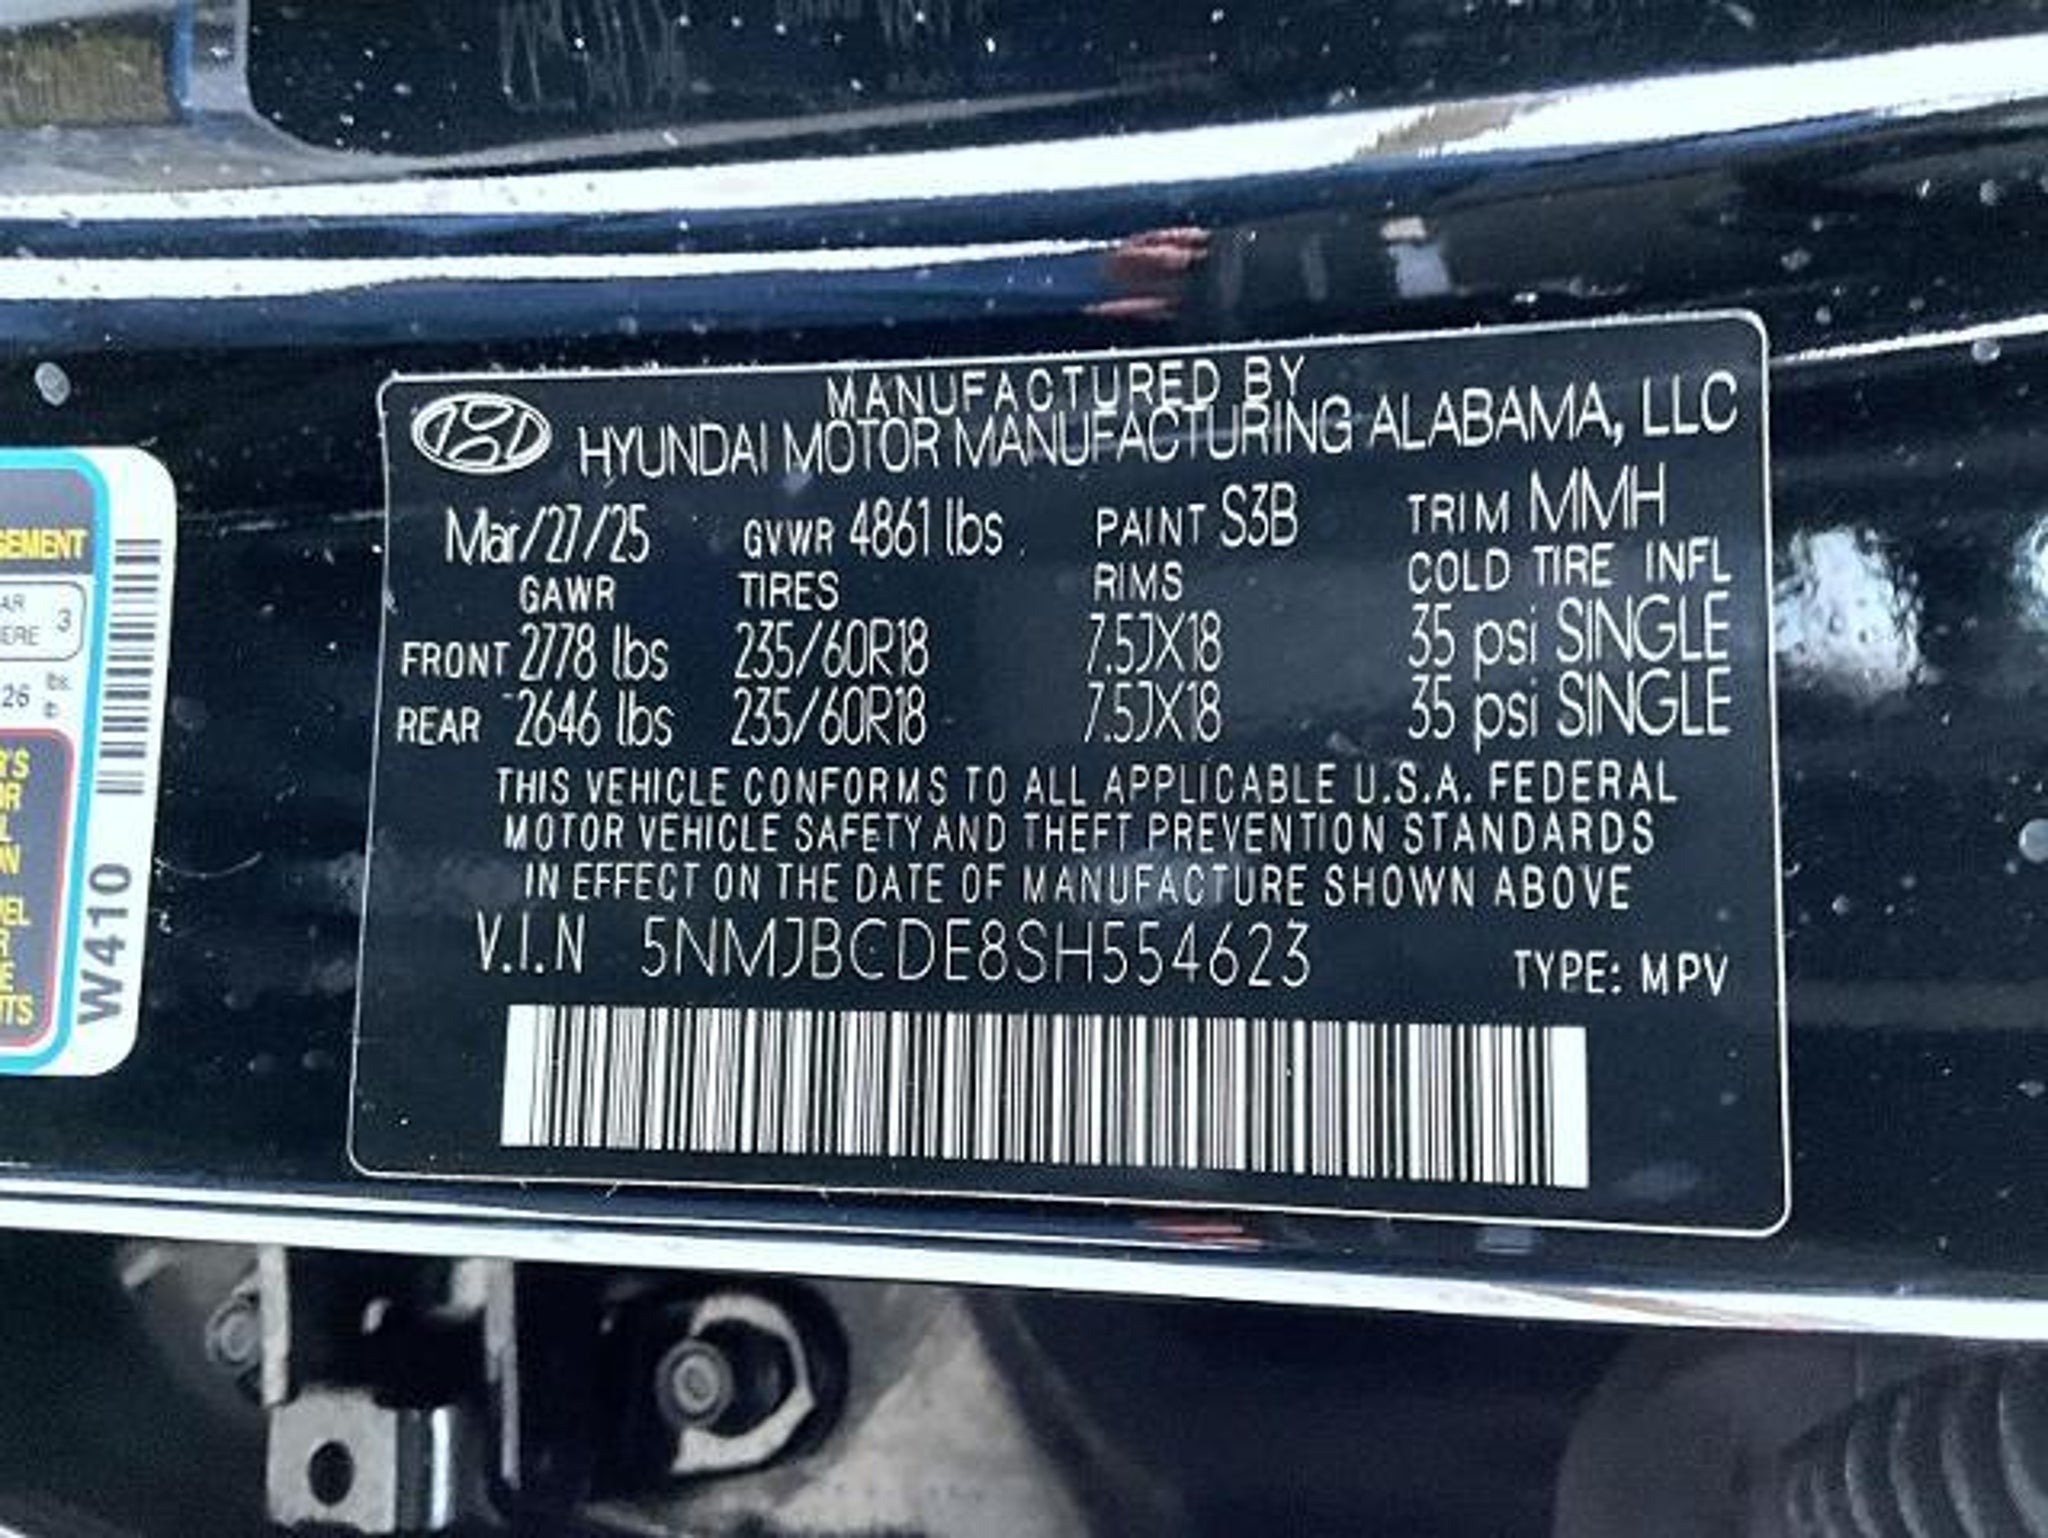 MANUFACTURED BY
HYUNDAI MOTOR MANUFACTURING ALABAMA, LLC
Mar/27/25 GVWR 4861 lbs PAINT S3B TRIM MMH
GAWR TIRES RIMS COLD TIRE INFL
FRONT 2778 lbs 235/60R18 7.5JX18 35 psi SINGLE
REAR 2646 lbs 235/60R18 7.5JX18 35 psi SINGLE
THIS VEHICLE CONFORMS TO ALL APPLICABLE U.S.A. FEDERAL
MOTOR VEHICLE SAFETY AND THEFT PREVENTION STANDARDS
IN EFFECT ON THE DATE OF MANUFACTURE SHOWN ABOVE
V.I.N 5NMJBCDE8SH554623 TYPE: MPV
3
26 lbs.
W410